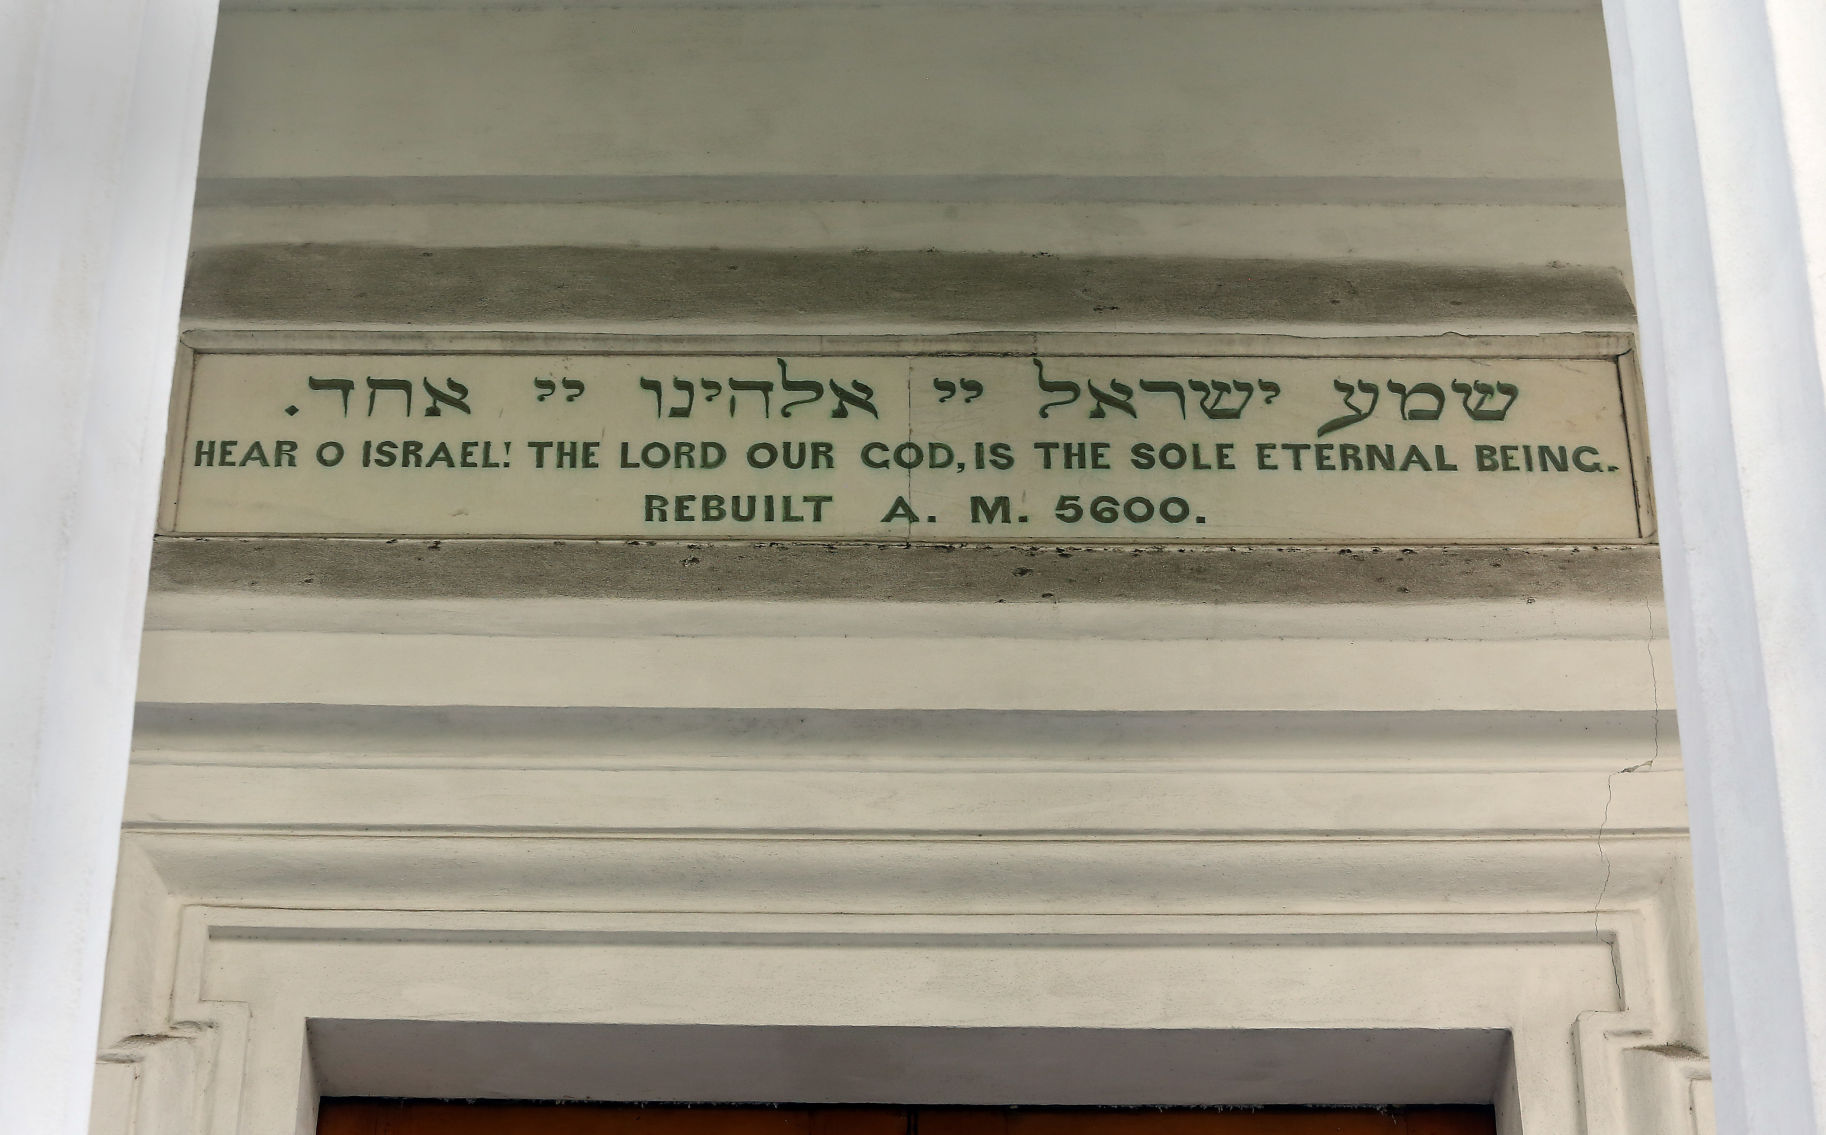 שמע ישראל יי אלהינו יי אחד.
HEAR O ISRAEL! THE LORD OUR GOD, IS THE SOLE ETERNAL BEING.
REBUILT A. M. 5600.